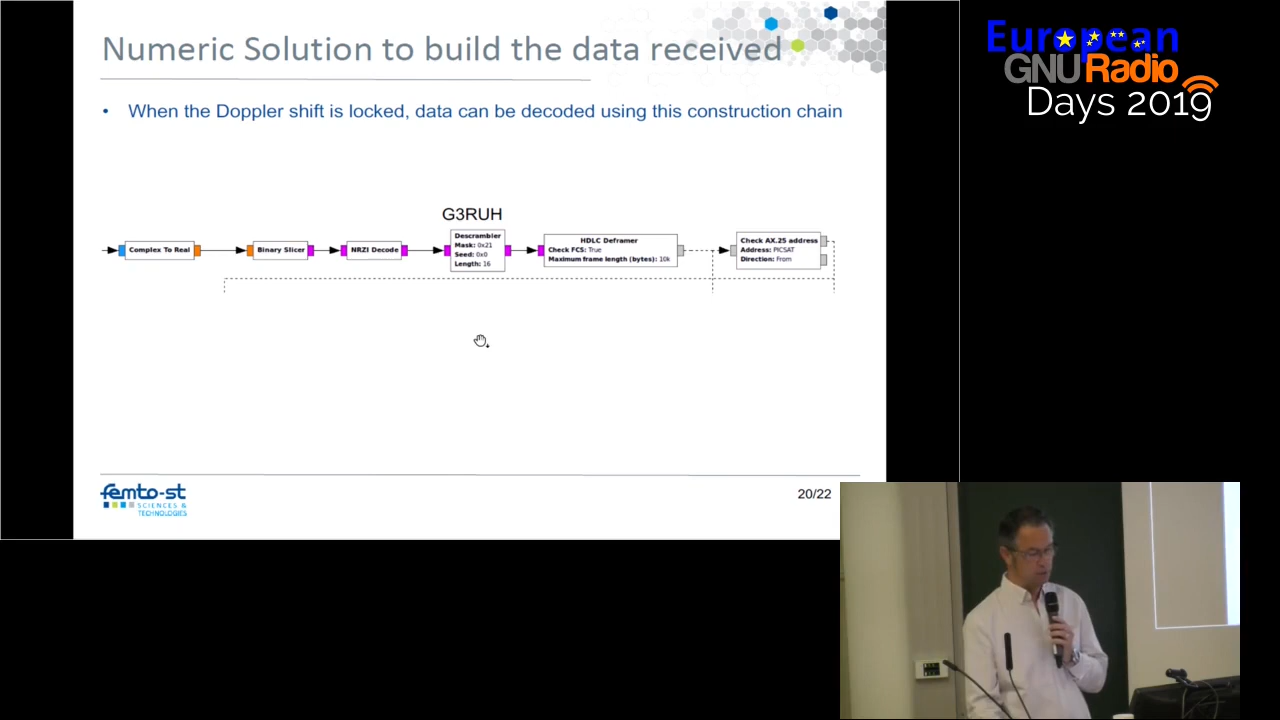 Numeric Solution to build the data received
• When the Doppler shift is locked, data can be decoded using this construction chain
G3RUH
Complex To Real
Binary Slicer
NRZI Decode
Descrambler
Mask: 0x21
Seed: 0x0
Length: 16
HDLC Deframer
Check FCS: True
Maximum frame length (bytes): 10k
Check AX.25 address
Address: PICSAT
Direction: From
femto-st
SCIENCES &
TECHNOLOGIES
20/22
European
GNURadio
Days 2019